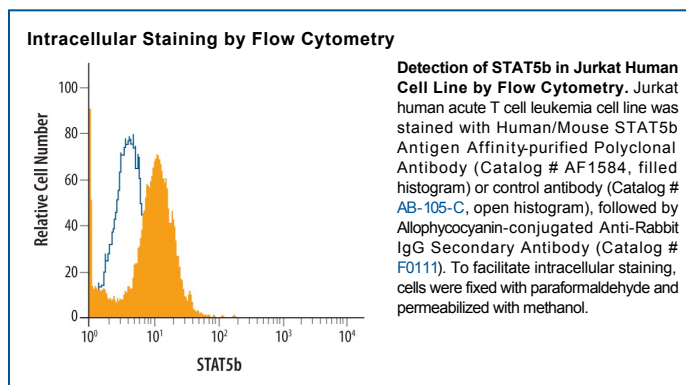 Intracellular Staining by Flow Cytometry
100
80
60
40
20
0
Relative Cell Number
10⁰
10¹
10²
10³
10⁴
STAT5b
Detection of STAT5b in Jurkat Human
Cell Line by Flow Cytometry. Jurkat
human acute T cell leukemia cell line was
stained with Human/Mouse STAT5b
Antigen Affinity-purified Polyclonal
Antibody (Catalog # AF1584, filled
histogram) or control antibody (Catalog #
AB-105-C, open histogram), followed by
Allophycocyanin-conjugated Anti-Rabbit
IgG Secondary Antibody (Catalog #
F0111). To facilitate intracellular staining,
cells were fixed with paraformaldehyde and
permeabilized with methanol.